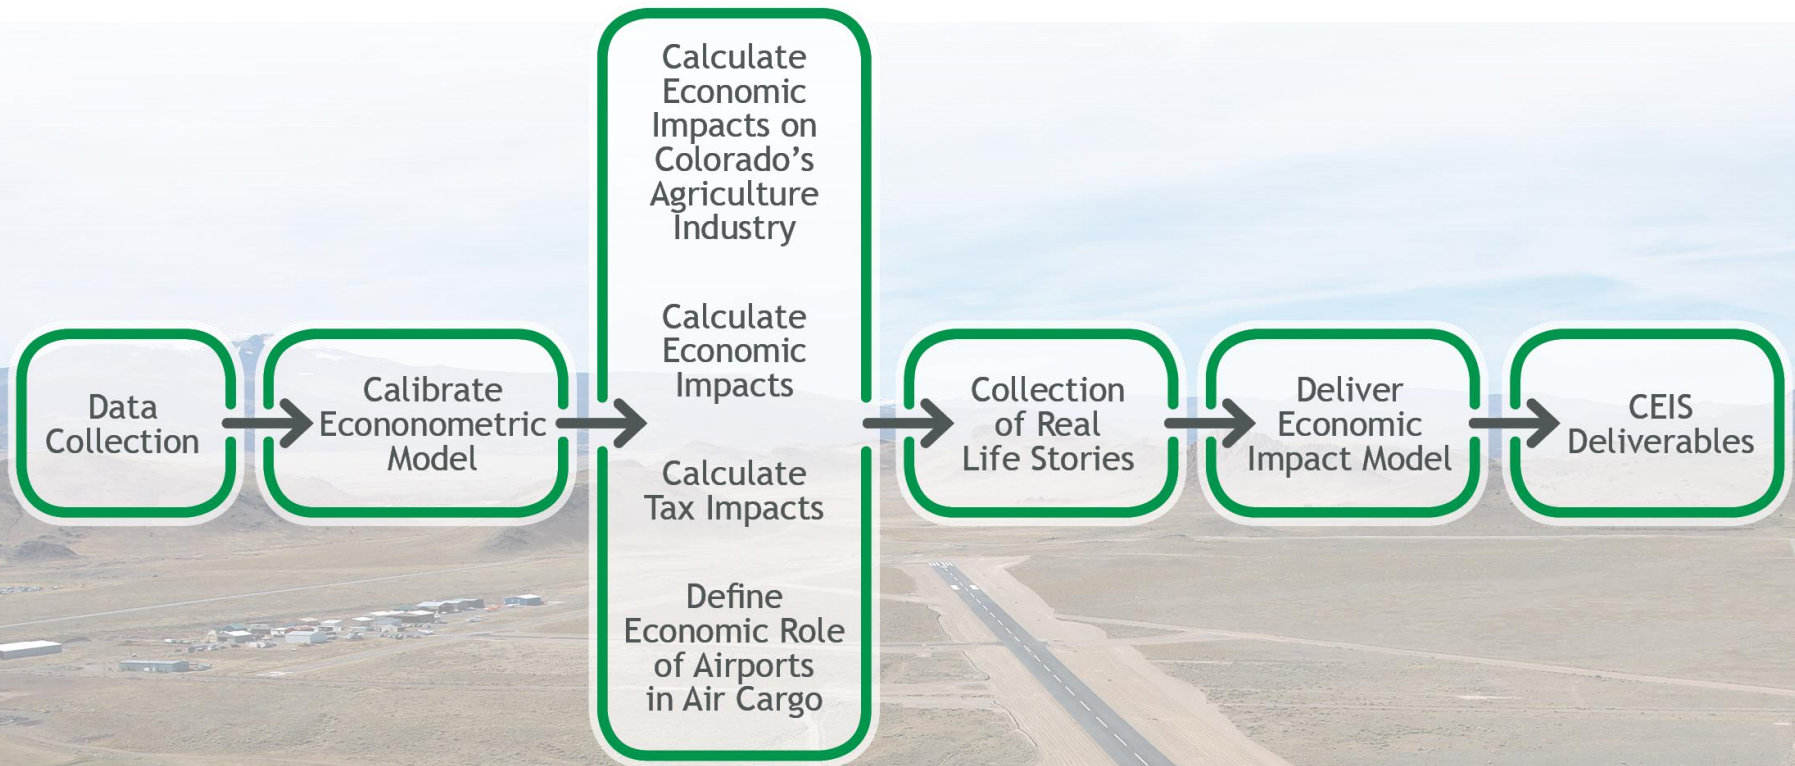 Data
Collection
Calibrate
Econonometric
Model
Calculate
Economic
Impacts on
Colorado’s
Agriculture
Industry
Calculate
Economic
Impacts
Calculate
Tax Impacts
Define
Economic Role
of Airports
in Air Cargo
Collection
of Real
Life Stories
Deliver
Economic
Impact Model
CEIS
Deliverables